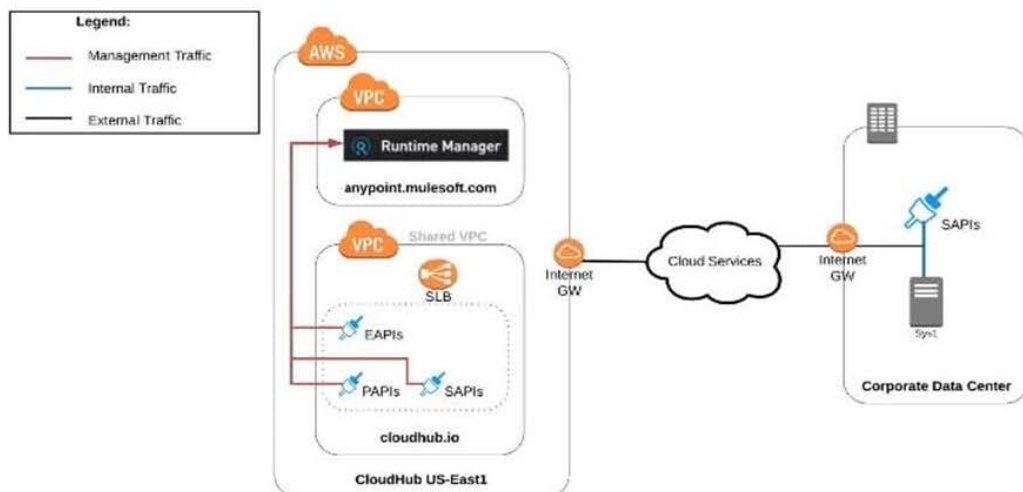 Legend:
Management Traffic
Internal Traffic
External Traffic
AWS
VPC
Runtime Manager
anypoint.mulesoft.com
VPC
Shared VPC
SLB
EAPIs
PAPIs
SAPIs
cloudhub.io
CloudHub US-East1
Internet
GW
Cloud Services
Internet
GW
SAPIs
Sys1
Corporate Data Center